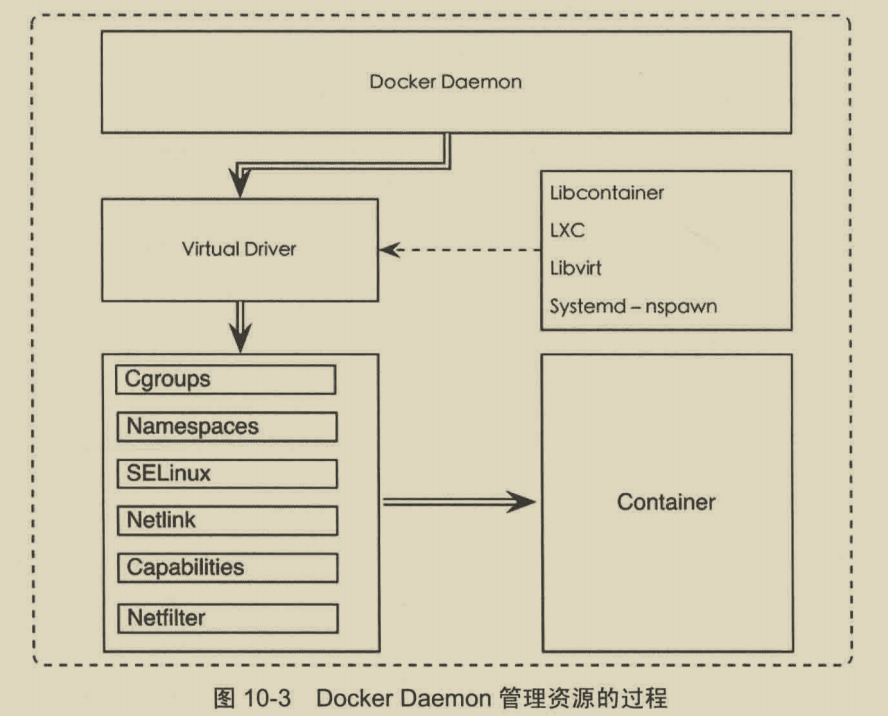 Docker Daemon
Virtual Driver
Libcontainer
LXC
Libvirt
Systemd – nspawn
Cgroups
Namespaces
SELinux
Netlink
Capabilities
Netfilter
Container
图 10-3 Docker Daemon 管理资源的过程